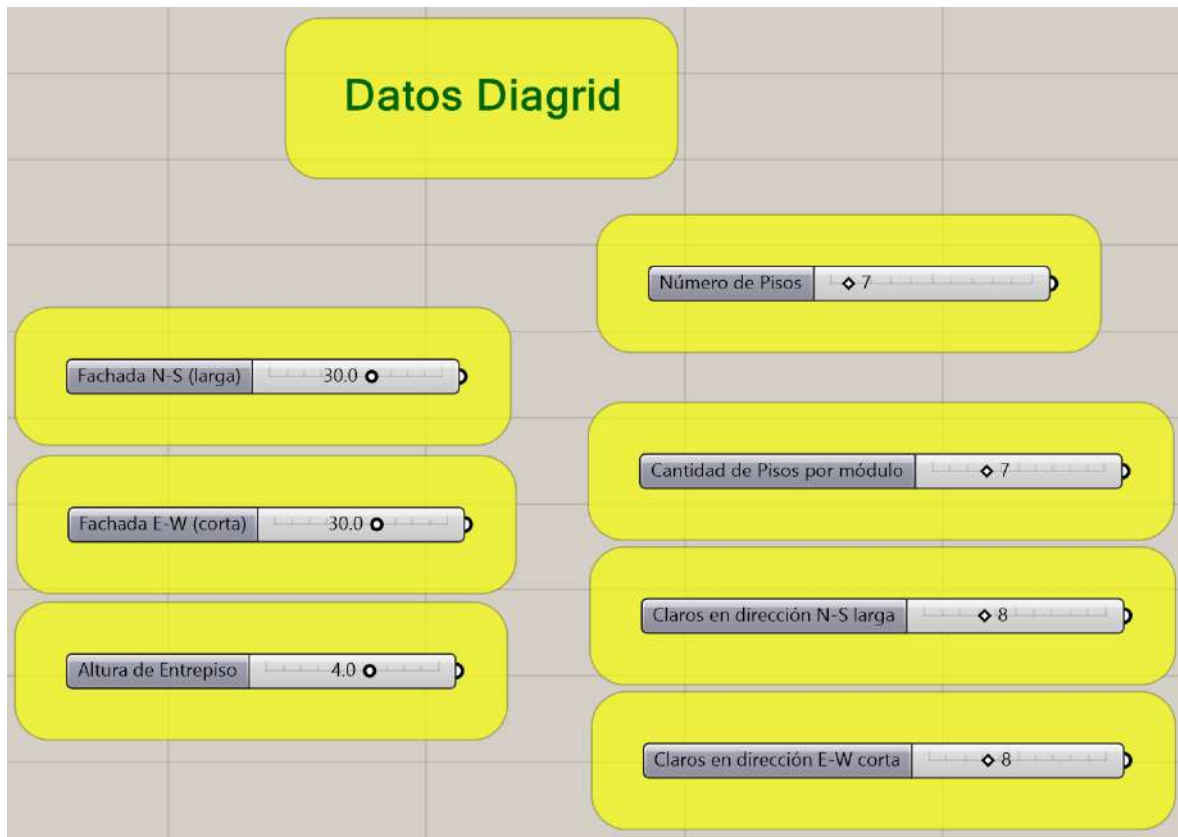 Datos Diagrid
Número de Pisos 7
Fachada N-S (larga) 30.0
Cantidad de Pisos por módulo 7
Fachada E-W (corta) 30.0
Claros en dirección N-S larga 8
Altura de Entrepiso 4.0
Claros en dirección E-W corta 8